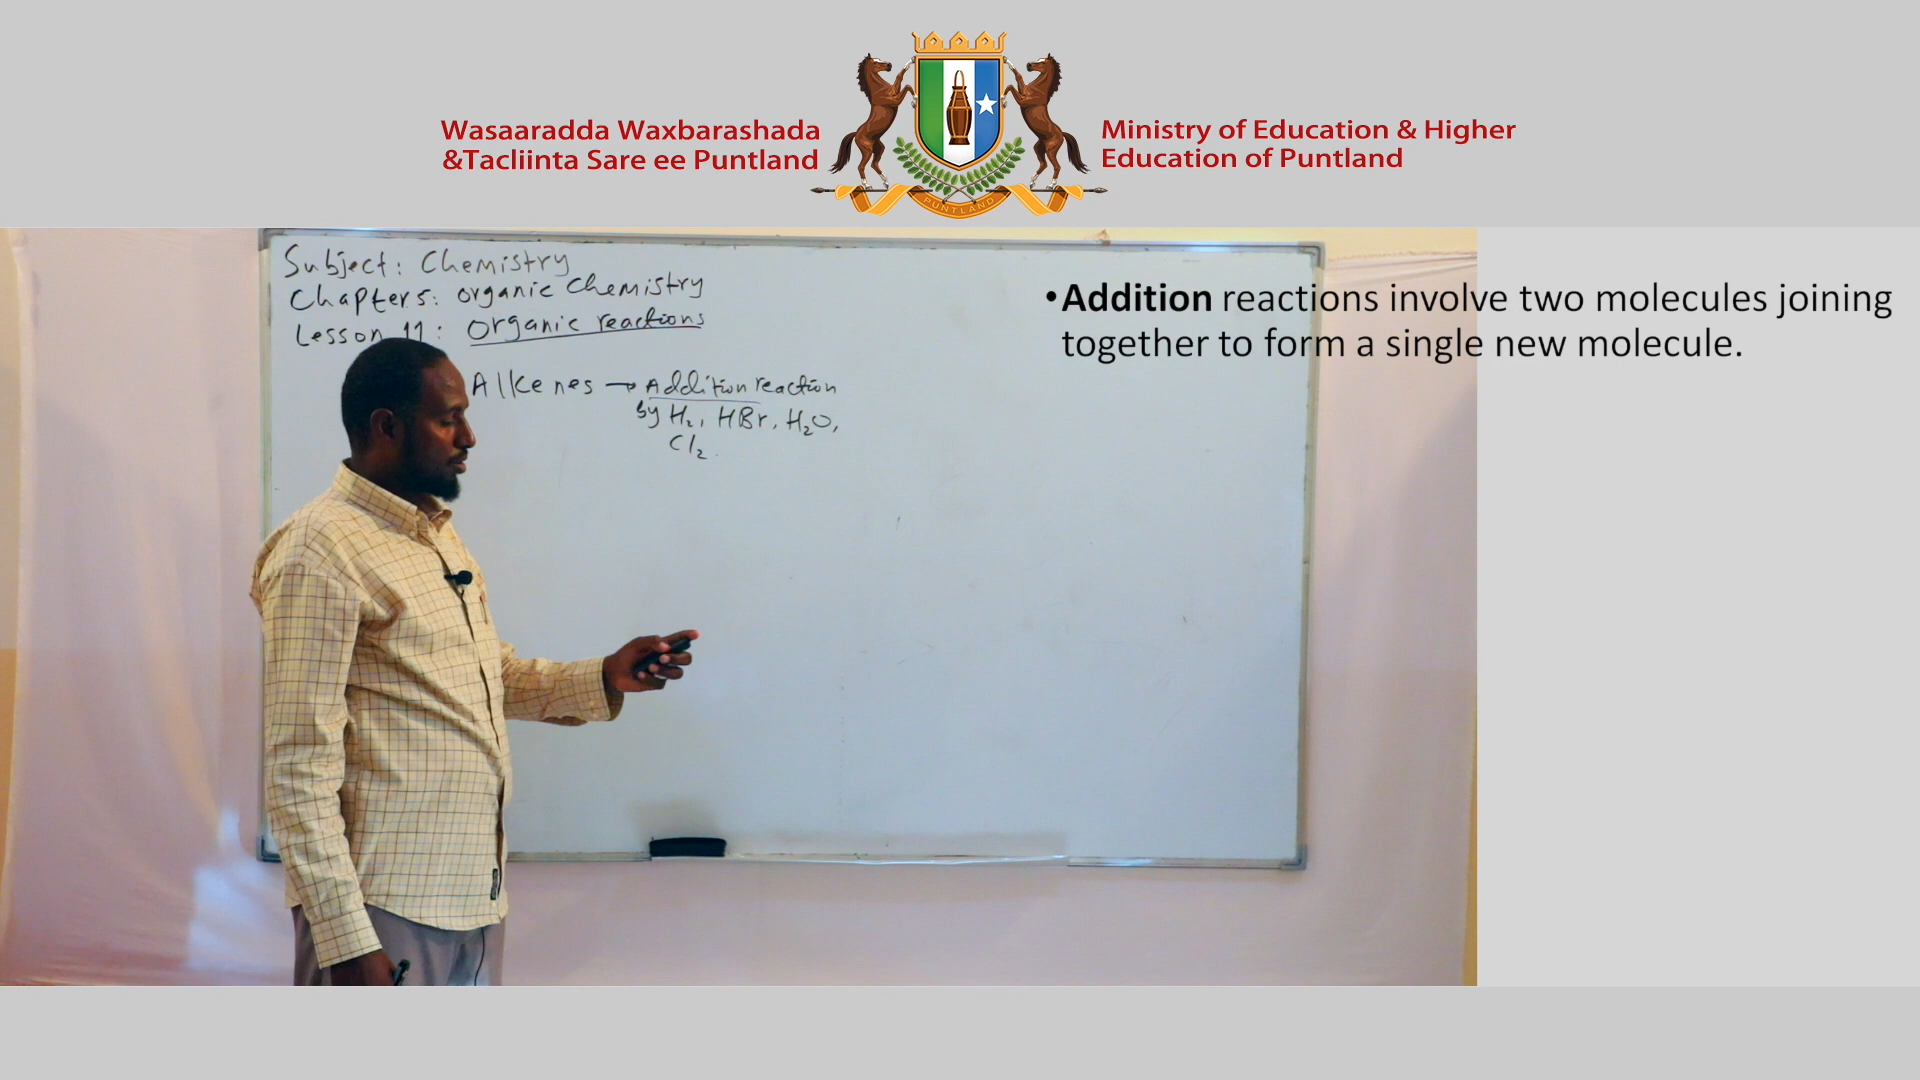 Wasaaradda Waxbarashada
&Tacliinta Sare ee Puntland
PUNTLAND
Ministry of Education & Higher
Education of Puntland
Subject: Chemistry
Chapter 5: organic chemistry
Lesson 11: organic reactions
Alkenes → Addition reaction
by H₂, HBr, H₂O,
Cl₂.
•Addition reactions involve two molecules joining
together to form a single new molecule.